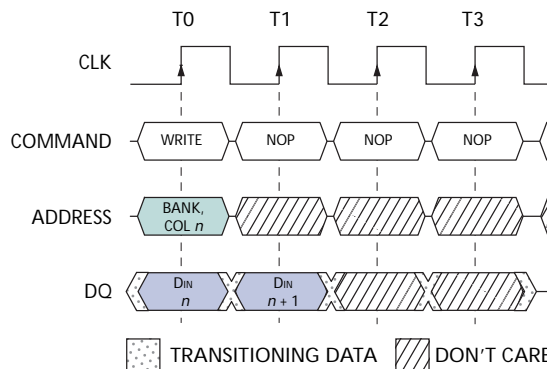 T0 T1 T2 T3
CLK
COMMAND WRITE NOP NOP NOP
ADDRESS BANK,
COL n
DQ DIN
n
DIN
n + 1
TRANSITIONING DATA DON'T CARE